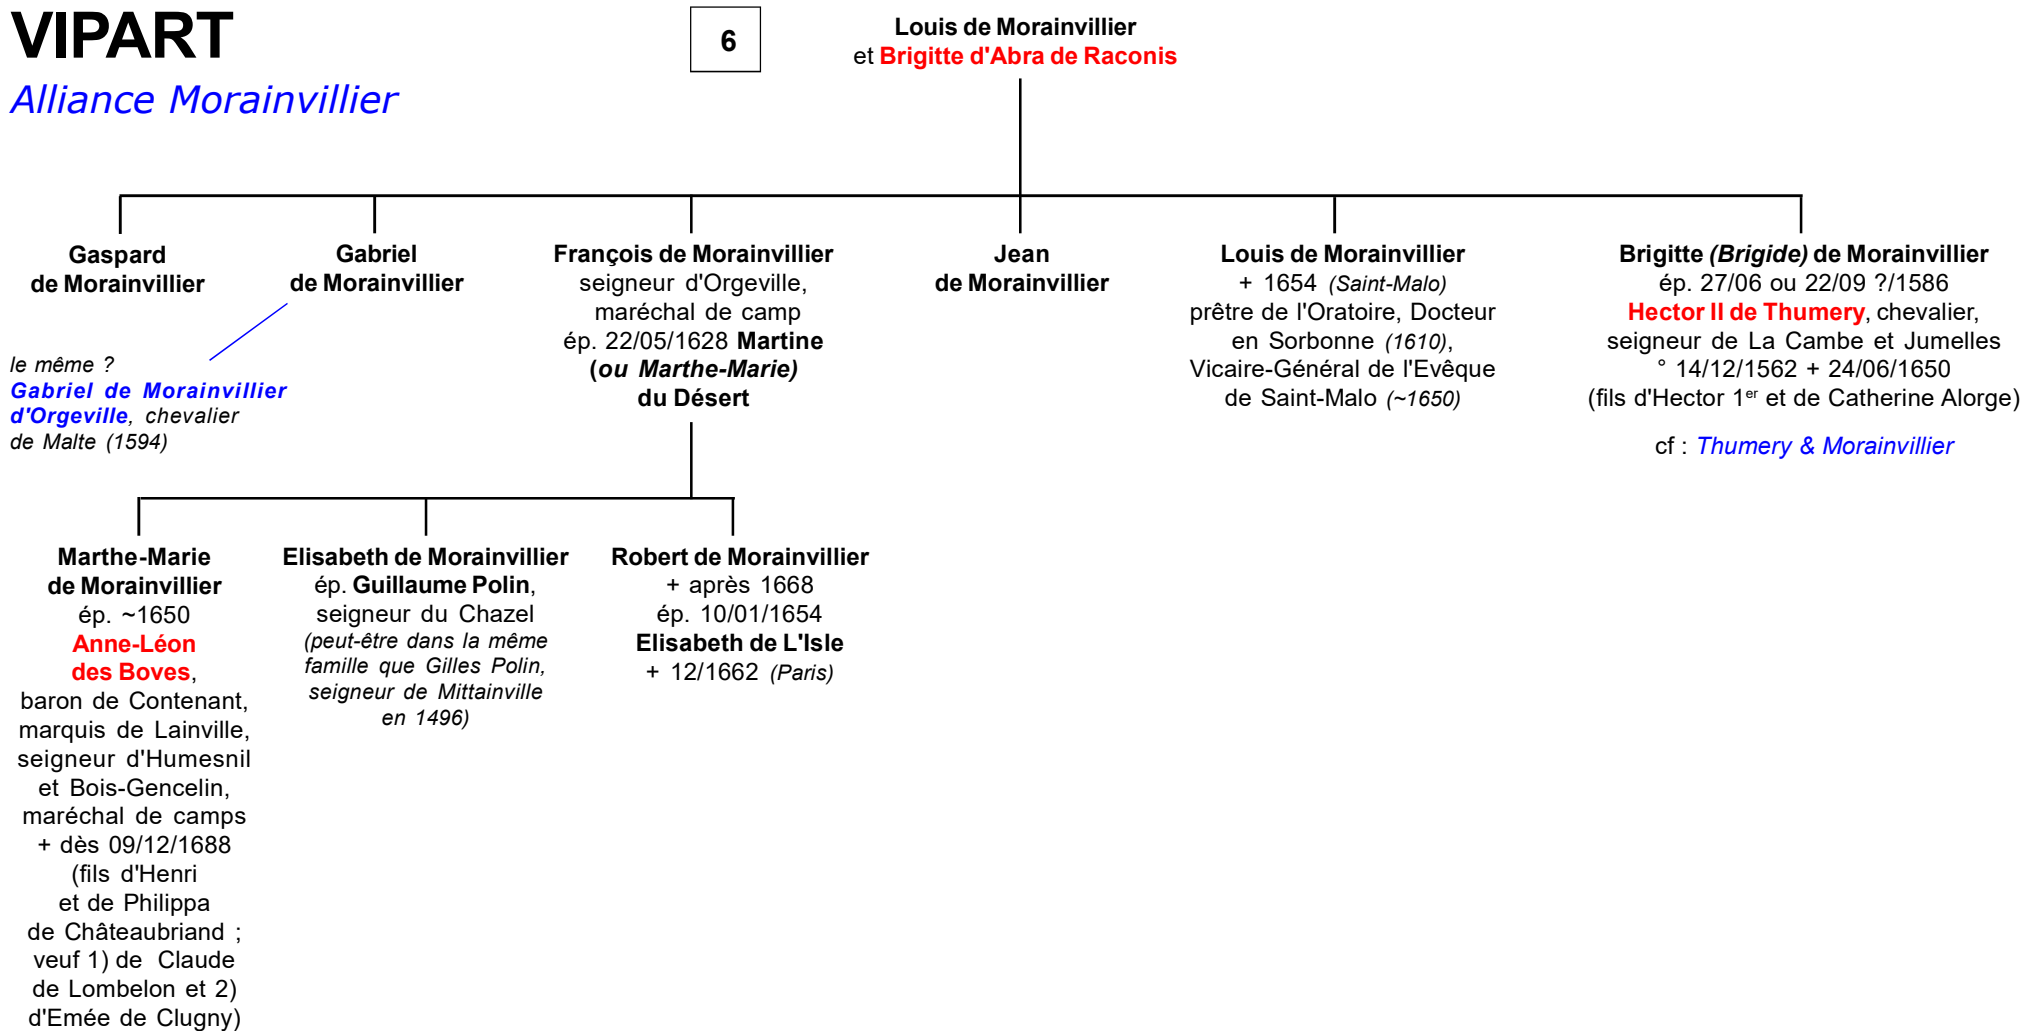 VIPART
Alliance Morainvillier
6
Louis de Morainvillier
et Brigitte d'Abra de Raconis
Gaspard
de Morainvillier
Gabriel
de Morainvillier
le même ?
Gabriel de Morainvillier
d'Orgeville, chevalier
de Malte (1594)
François de Morainvillier
seigneur d'Orgeville,
maréchal de camp
ép. 22/05/1628 Martine
(ou Marthe-Marie)
du Désert
Jean
de Morainvillier
Louis de Morainvillier
+ 1654 (Saint-Malo)
prêtre de l'Oratoire, Docteur
en Sorbonne (1610),
Vicaire-Général de l'Evêque
de Saint-Malo (~1650)
Brigitte (Brigide) de Morainvillier
ép. 27/06 ou 22/09 ?/1586
Hector II de Thumery, chevalier,
seigneur de La Cambe et Jumelles
° 14/12/1562 + 24/06/1650
(fils d'Hector 1er et de Catherine Alorge)
cf : Thumery & Morainvillier
Marthe-Marie
de Morainvillier
ép. ~1650
Anne-Léon
des Boves,
baron de Contenant,
marquis de Lainville,
seigneur d'Humesnil
et Bois-Gencelin,
maréchal de camps
+ dès 09/12/1688
(fils d'Henri
et de Philippa
de Châteaubriand ;
veuf 1) de Claude
de Lombelon et 2)
d'Emée de Clugny)
Elisabeth de Morainvillier
ép. Guillaume Polin,
seigneur du Chazel
(peut-être dans la même
famille que Gilles Polin,
seigneur de Mittainville
en 1496)
Robert de Morainvillier
+ après 1668
ép. 10/01/1654
Elisabeth de L'Isle
+ 12/1662 (Paris)